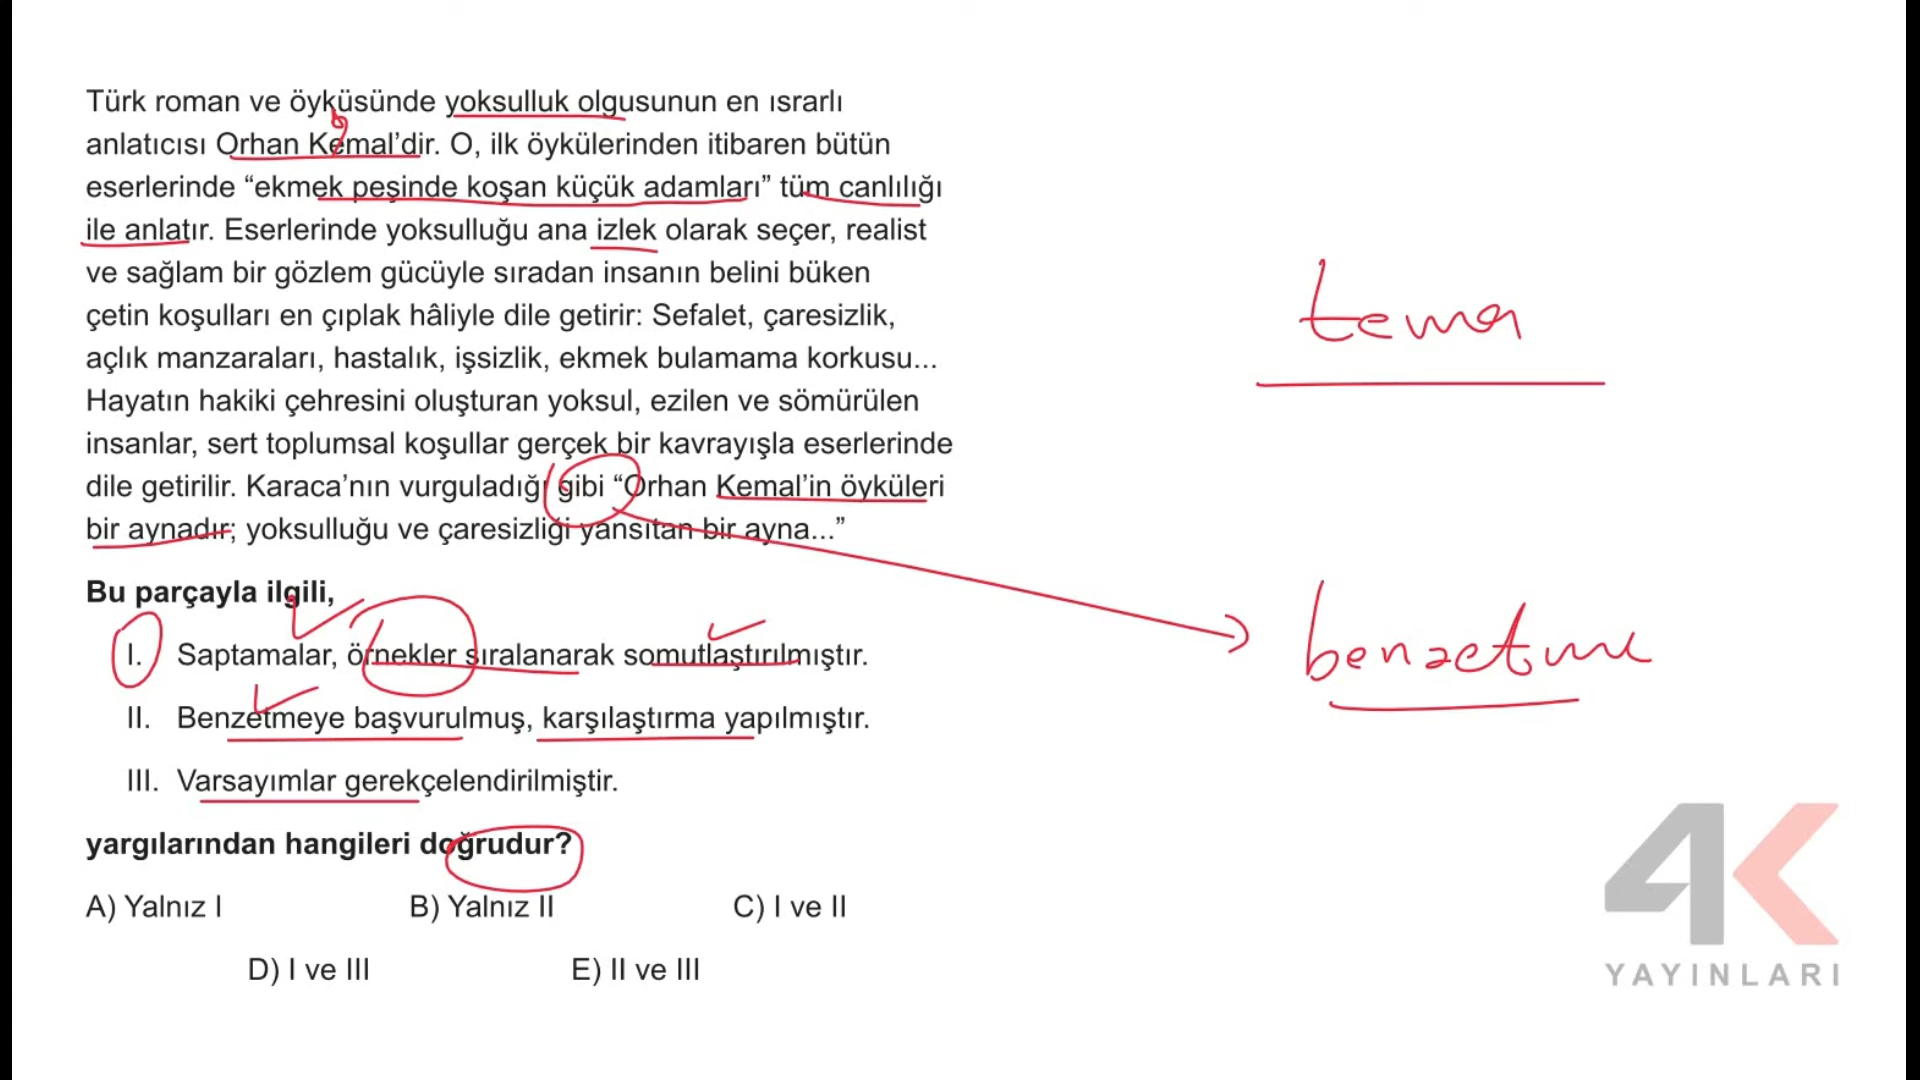 Türk roman ve öyküsünde yoksulluk olgusunun en ısrarlı
anlatıcısı Orhan Kemal’dir. O, ilk öykülerinden itibaren bütün
eserlerinde “ekmek peşinde koşan küçük adamları” tüm canlılığı
ile anlatır. Eserlerinde yoksulluğu ana izlek olarak seçer, realist
ve sağlam bir gözlem gücüyle sıradan insanın belini büken
çetin koşulları en çıplak hâliyle dile getirir: Sefalet, çaresizlik,
açlık manzaraları, hastalık, işsizlik, ekmek bulamama korkusu...
Hayatın hakiki çehresini oluşturan yoksul, ezilen ve sömürülen
insanlar, sert toplumsal koşullar gerçek bir kavrayışla eserlerinde
dile getirilir. Karaca’nın vurguladığı gibi “Orhan Kemal’in öyküleri
bir aynadır; yoksulluğu ve çaresizliği yansıtan bir ayna...”
Bu parçayla ilgili,
I. Saptamalar, örnekler sıralanarak somutlaştırılmıştır.
II. Benzetmeye başvurulmuş, karşılaştırma yapılmıştır.
III. Varsayımlar gerekçelendirilmiştir.
yargılarından hangileri doğrudur?
A) Yalnız I B) Yalnız II C) I ve II
D) I ve III E) II ve III
tema
benzetme
4K
YAYINLARI